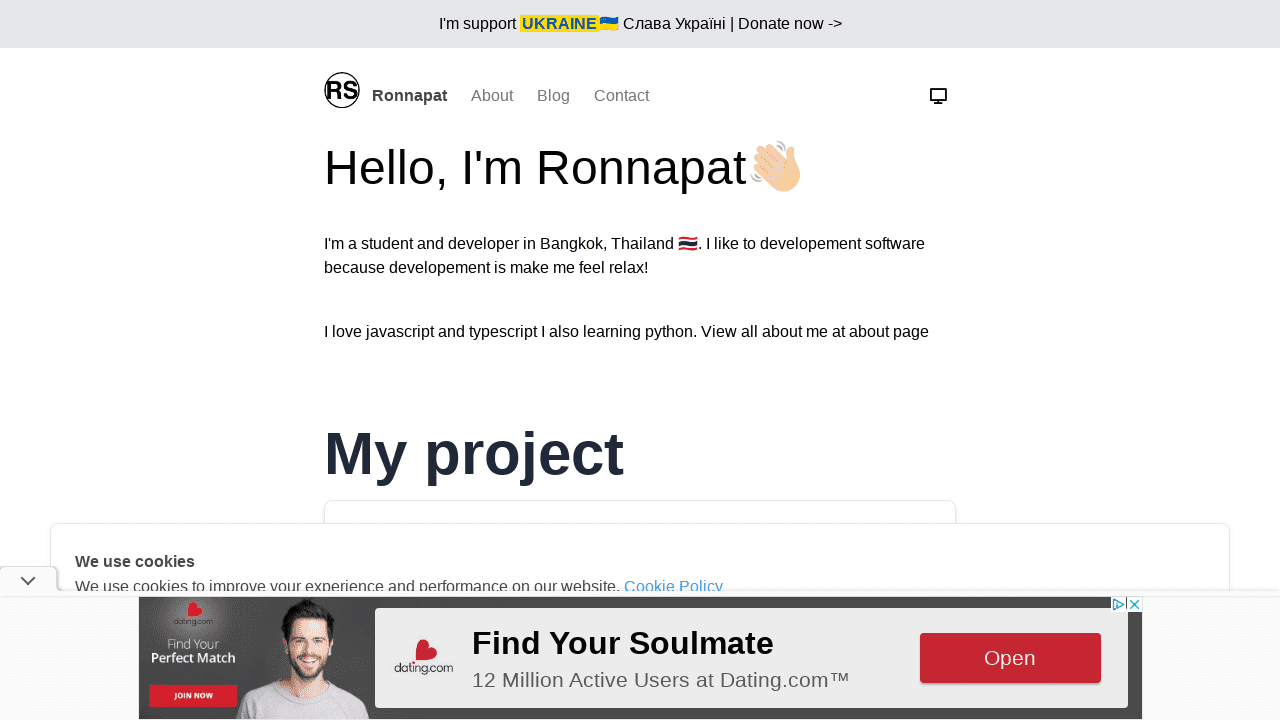 I'm support UKRAINE🇺🇦 Слава Україні | Donate now ->
RS Ronnapat About Blog Contact
Hello, I'm Ronnapat👋🏼
I'm a student and developer in Bangkok, Thailand 🇹🇭. I like to developement software
because developement is make me feel relax!
I love javascript and typescript I also learning python. View all about me at about page
My project
We use cookies
We use cookies to improve your experience and performance on our website. Cookie Policy
dating.com
Find Your
Perfect Match
JOIN NOW
dating.com
Find Your Soulmate
12 Million Active Users at Dating.com™
Open